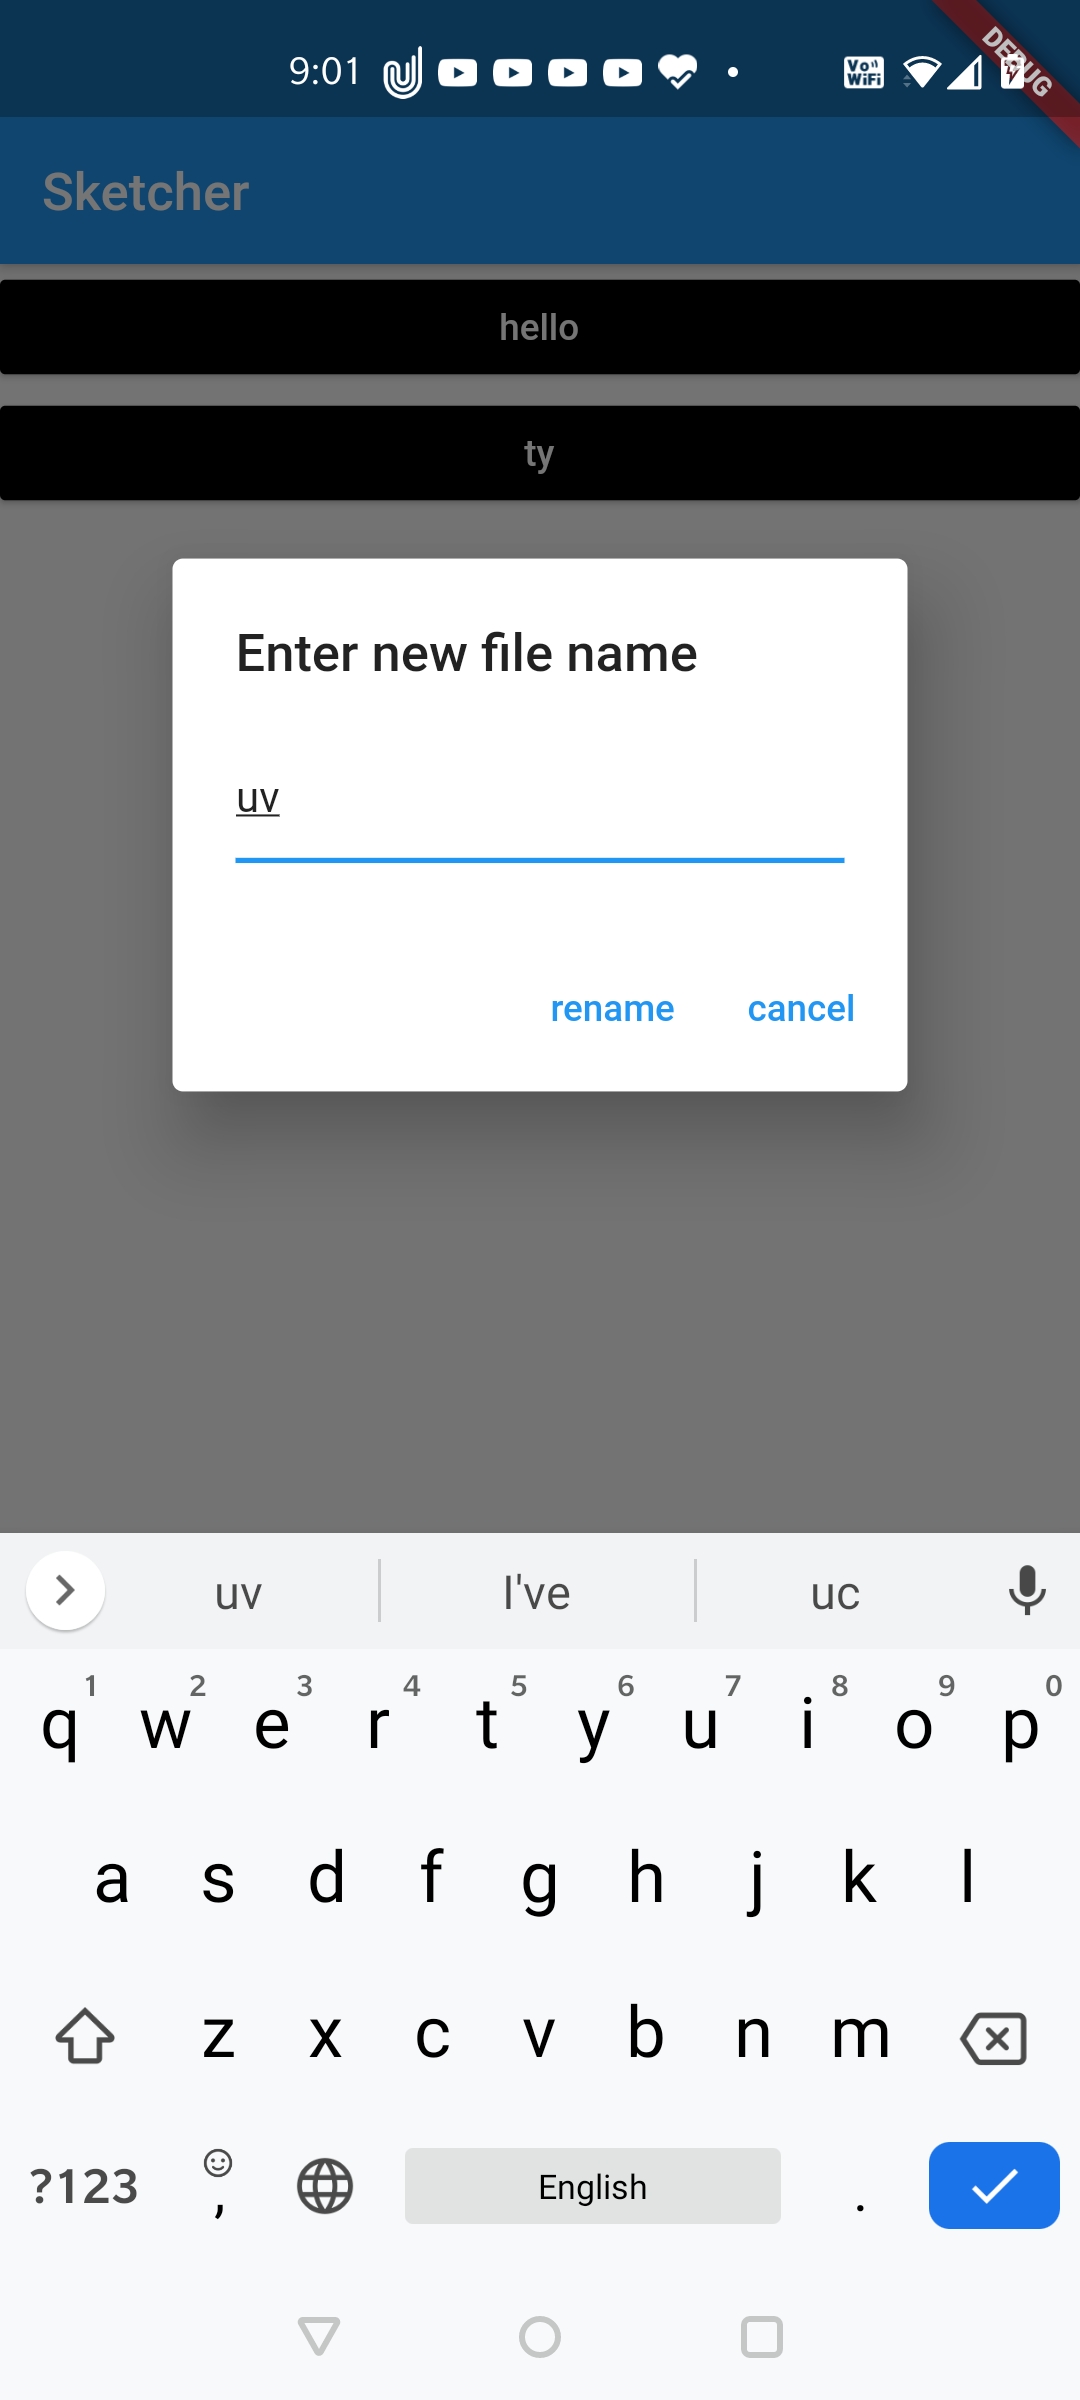 9:01
Vo WiFi
DEBUG
Sketcher
hello
ty
Enter new file name
uv
rename cancel
uv I've uc
1 2 3 4 5 6 7 8 9 0
q w e r t y u i o p
a s d f g h j k l
z x c v b n m
?123 , English .